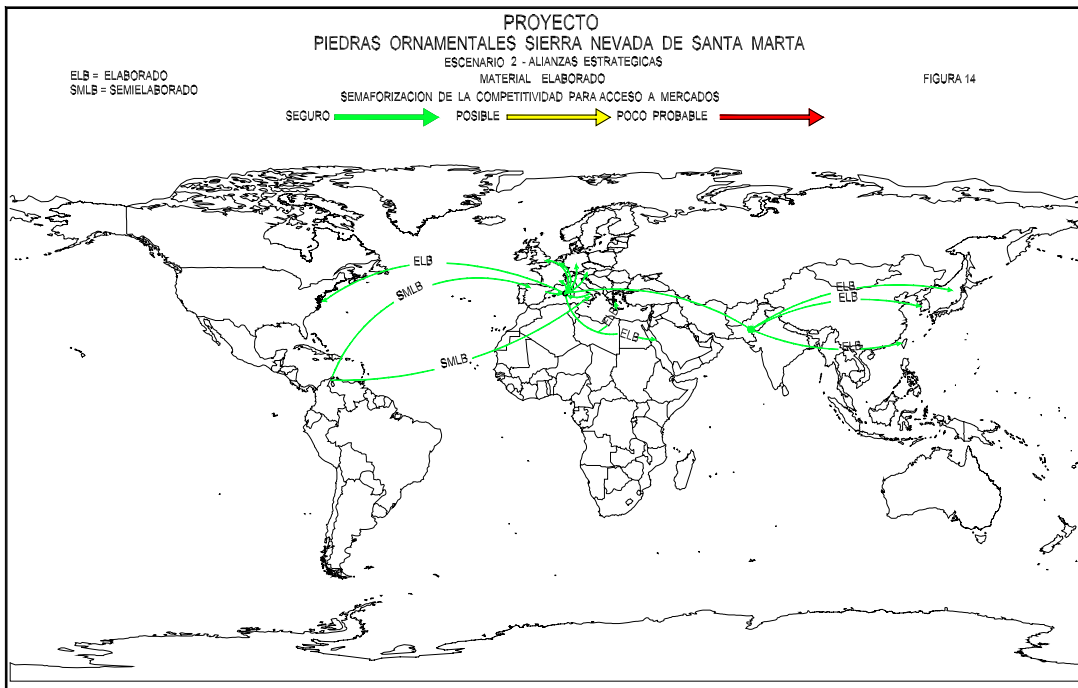 PROYECTO
PIEDRAS ORNAMENTALES SIERRA NEVADA DE SANTA MARTA
ESCENARIO 2 - ALIANZAS ESTRATEGICAS
ELB = ELABORADO
SMLB = SEMIELABORADO
MATERIAL ELABORADO
FIGURA 14
SEMAFORIZACION DE LA COMPETITIVIDAD PARA ACCESO A MERCADOS
SEGURO POSIBLE POCO PROBABLE
ELB
SMLB
ELB
ELB
ELB
ELB
ELB
SMLB